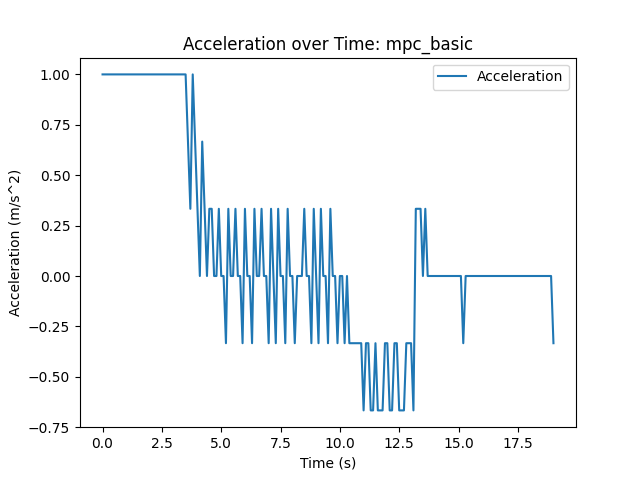 Acceleration over Time: mpc_basic
Acceleration
Acceleration (m/s^2)
1.00
0.75
0.50
0.25
0.00
−0.25
−0.50
−0.75
0.0 2.5 5.0 7.5 10.0 12.5 15.0 17.5
Time (s)